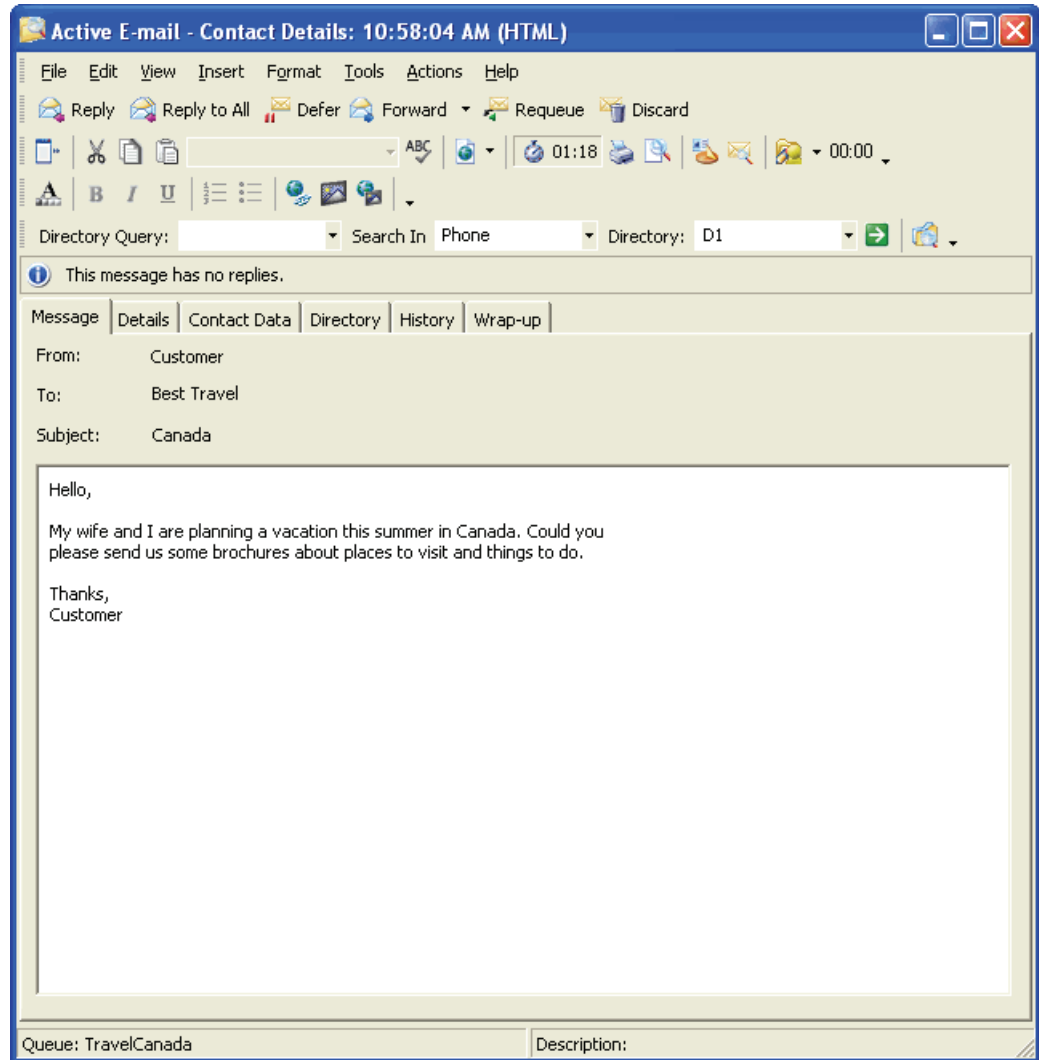 Active E-mail - Contact Details: 10:58:04 AM (HTML)
File Edit View Insert Format Tools Actions Help
Reply Reply to All Defer Forward Requeue Discard
ABC 01:18 00:00
A B I U
Directory Query: Search In Phone Directory: D1
This message has no replies.
Message Details Contact Data Directory History Wrap-up
From: Customer
To: Best Travel
Subject: Canada
Hello,
My wife and I are planning a vacation this summer in Canada. Could you
please send us some brochures about places to visit and things to do.
Thanks,
Customer
Queue: TravelCanada Description: